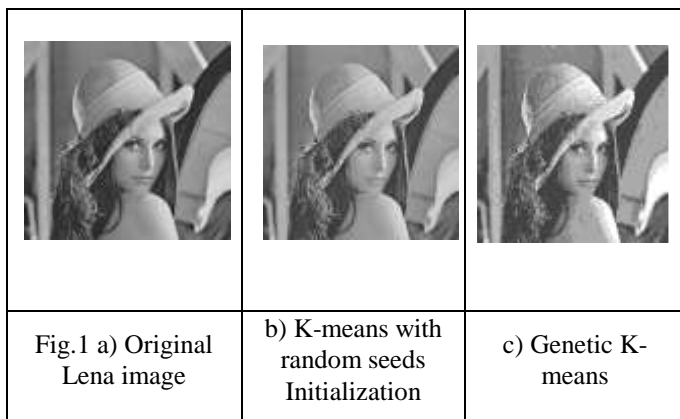 Fig.1 a) Original
Lena image
b) K-means with
random seeds
Initialization
c) Genetic K-
means